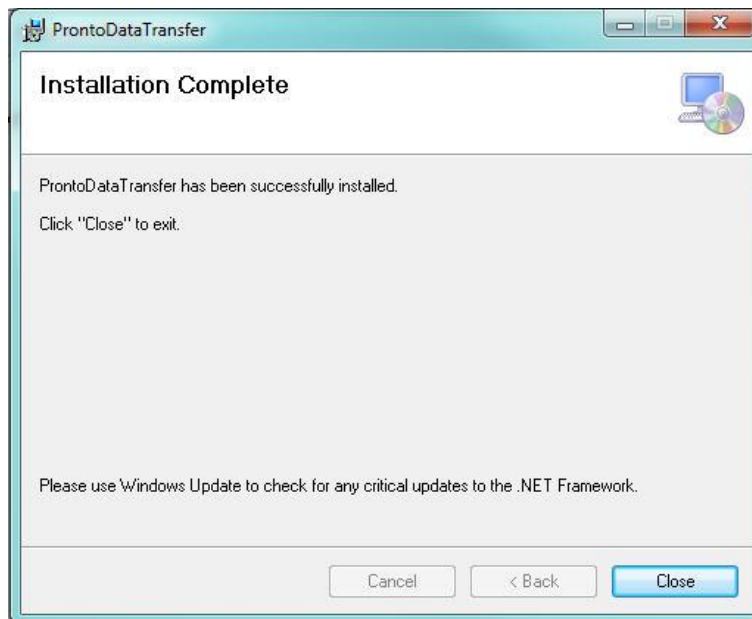 ProntoDataTransfer
Installation Complete
ProntoDataTransfer has been successfully installed.
Click "Close" to exit.
Please use Windows Update to check for any critical updates to the .NET Framework.
Cancel
< Back
Close